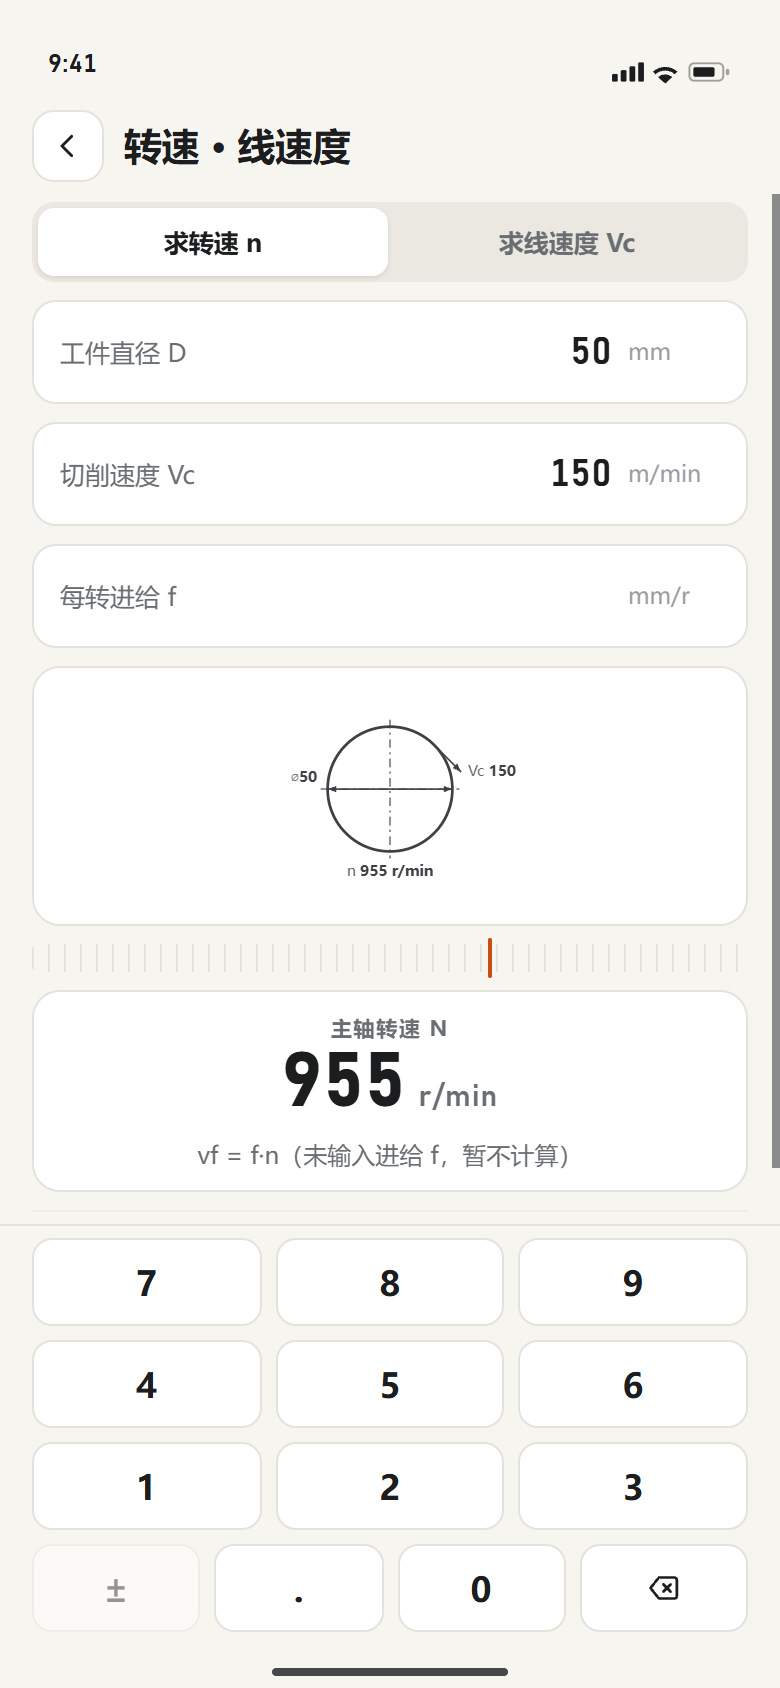 9:41
转速·线速度
求转速 n
求线速度 Vc
工件直径 D 50 mm
切削速度 Vc 150 m/min
每转进给 f mm/r
⌀50
Vc 150
n 955 r/min
主轴转速 N
955 r/min
vf = f·n（未输入进给 f，暂不计算）
7 8 9
4 5 6
1 2 3
± . 0